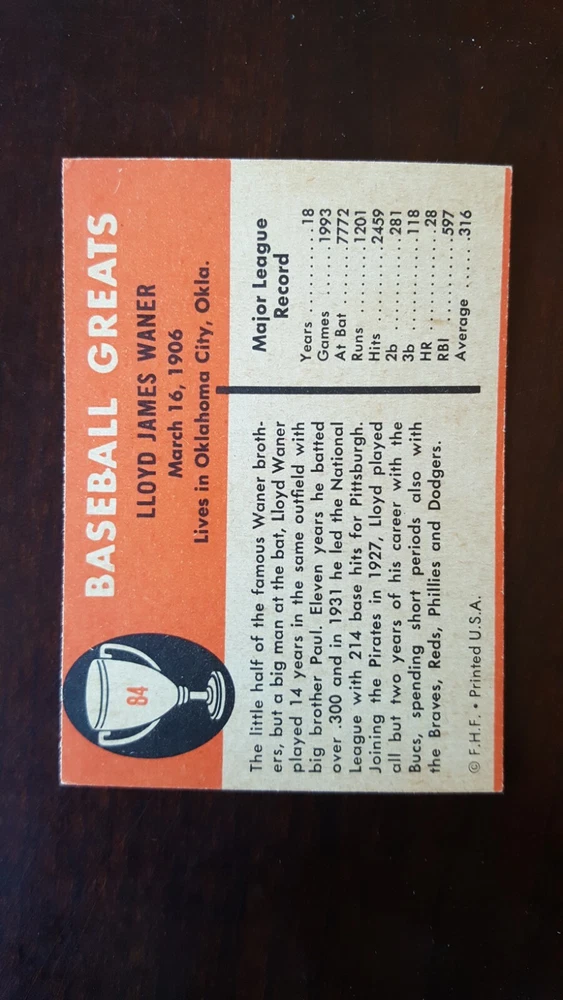 84
BASEBALL GREATS
LLOYD JAMES WANER
March 16, 1906
Lives in Oklahoma City, Okla.
The little half of the famous Waner broth-
ers, but a big man at the bat, Lloyd Waner
played 14 years in the same outfield with
big brother Paul. Eleven years he batted
over .300 and in 1931 he led the National
League with 214 base hits for Pittsburgh.
Joining the Pirates in 1927, Lloyd played
all but two years of his career with the
Bucs, spending short periods also with
the Braves, Reds, Phillies and Dodgers.
Major League
Record
Years ............18
Games ..........1993
At Bat .........7772
Runs ..........1201
Hits ...........2459
2b .............281
3b .............118
HR ..............28
RBI ............597
Average ......316
© F.H.F. • Printed U.S.A.